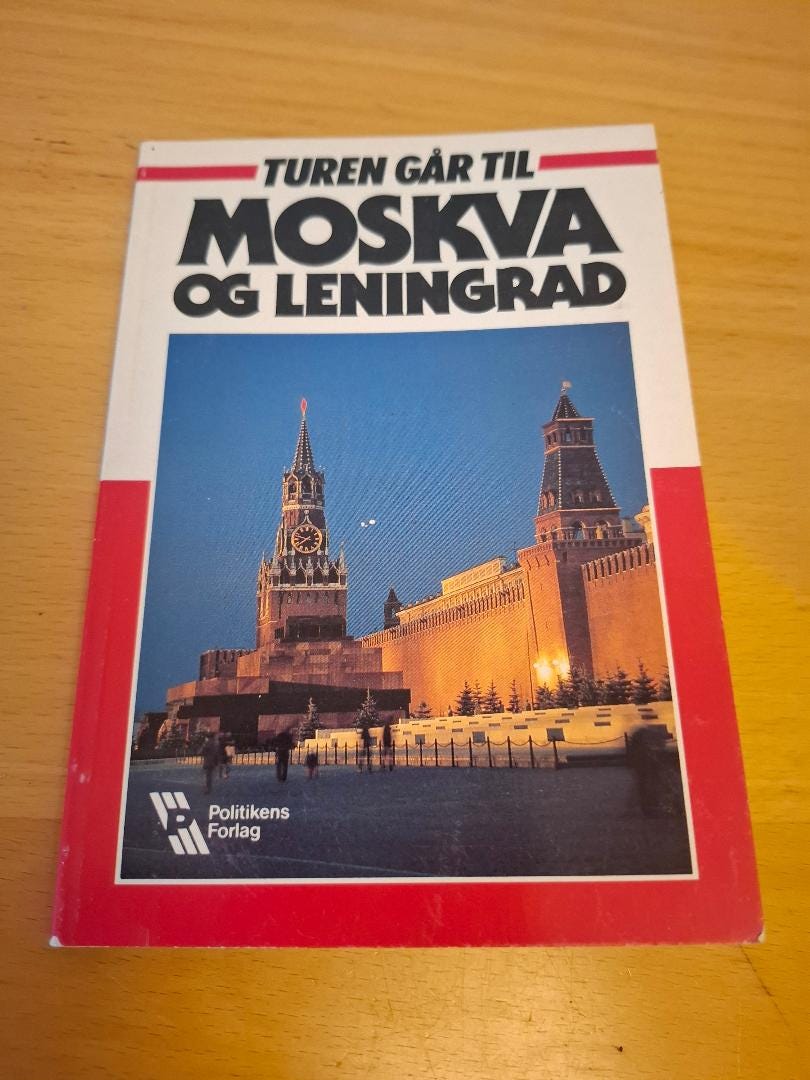 TUREN GÅR TIL
MOSKVA
OG LENINGRAD
Politikens
Forlag